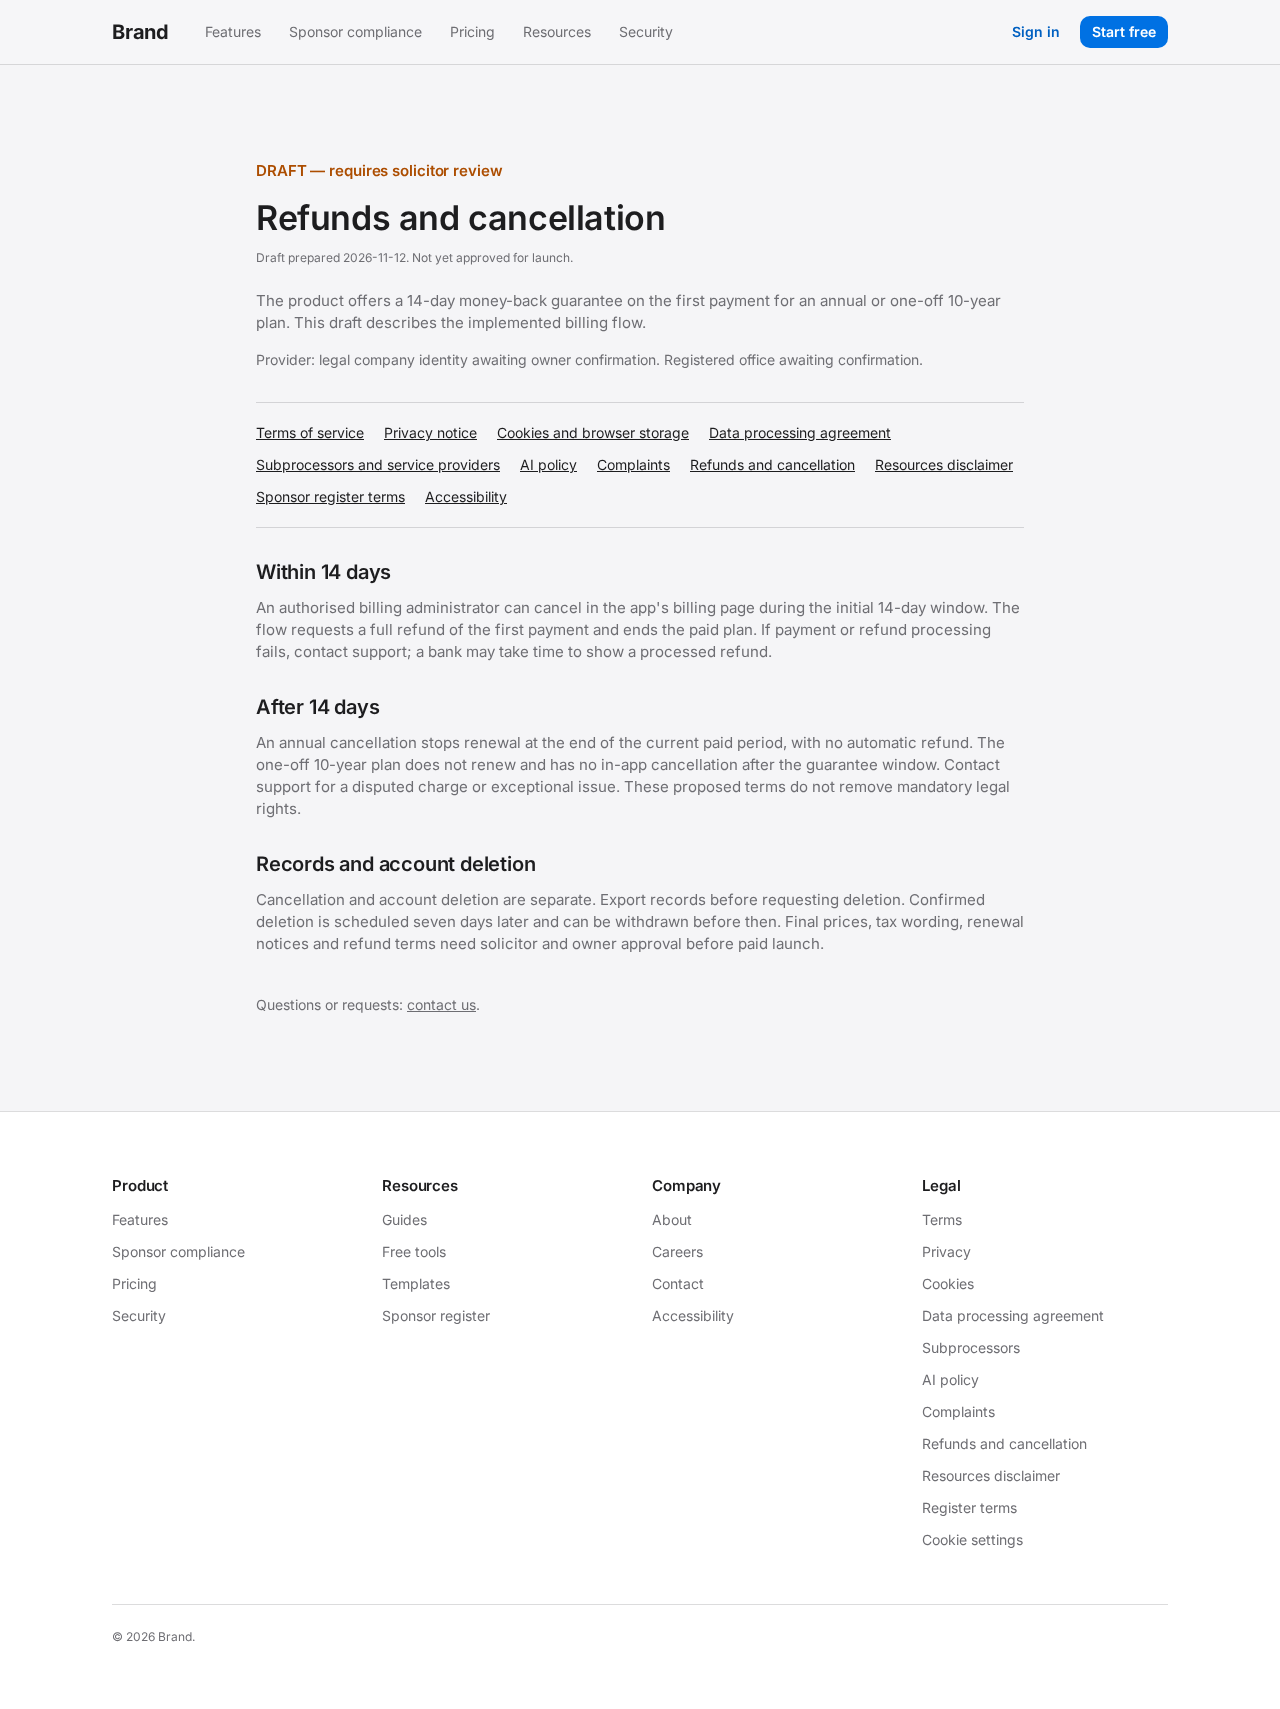 Brand
Features
Sponsor compliance
Pricing
Resources
Security
Sign in
Start free
DRAFT — requires solicitor review
Refunds and cancellation
Draft prepared 2026-11-12. Not yet approved for launch.
The product offers a 14-day money-back guarantee on the first payment for an annual or one-off 10-year
plan. This draft describes the implemented billing flow.
Provider: legal company identity awaiting owner confirmation. Registered office awaiting confirmation.
Terms of service
Privacy notice
Cookies and browser storage
Data processing agreement
Subprocessors and service providers
AI policy
Complaints
Refunds and cancellation
Resources disclaimer
Sponsor register terms
Accessibility
Within 14 days
An authorised billing administrator can cancel in the app's billing page during the initial 14-day window. The
flow requests a full refund of the first payment and ends the paid plan. If payment or refund processing
fails, contact support; a bank may take time to show a processed refund.
After 14 days
An annual cancellation stops renewal at the end of the current paid period, with no automatic refund. The
one-off 10-year plan does not renew and has no in-app cancellation after the guarantee window. Contact
support for a disputed charge or exceptional issue. These proposed terms do not remove mandatory legal
rights.
Records and account deletion
Cancellation and account deletion are separate. Export records before requesting deletion. Confirmed
deletion is scheduled seven days later and can be withdrawn before then. Final prices, tax wording, renewal
notices and refund terms need solicitor and owner approval before paid launch.
Questions or requests: contact us.
Product
Features
Sponsor compliance
Pricing
Security
Resources
Guides
Free tools
Templates
Sponsor register
Company
About
Careers
Contact
Accessibility
Legal
Terms
Privacy
Cookies
Data processing agreement
Subprocessors
AI policy
Complaints
Refunds and cancellation
Resources disclaimer
Register terms
Cookie settings
© 2026 Brand.